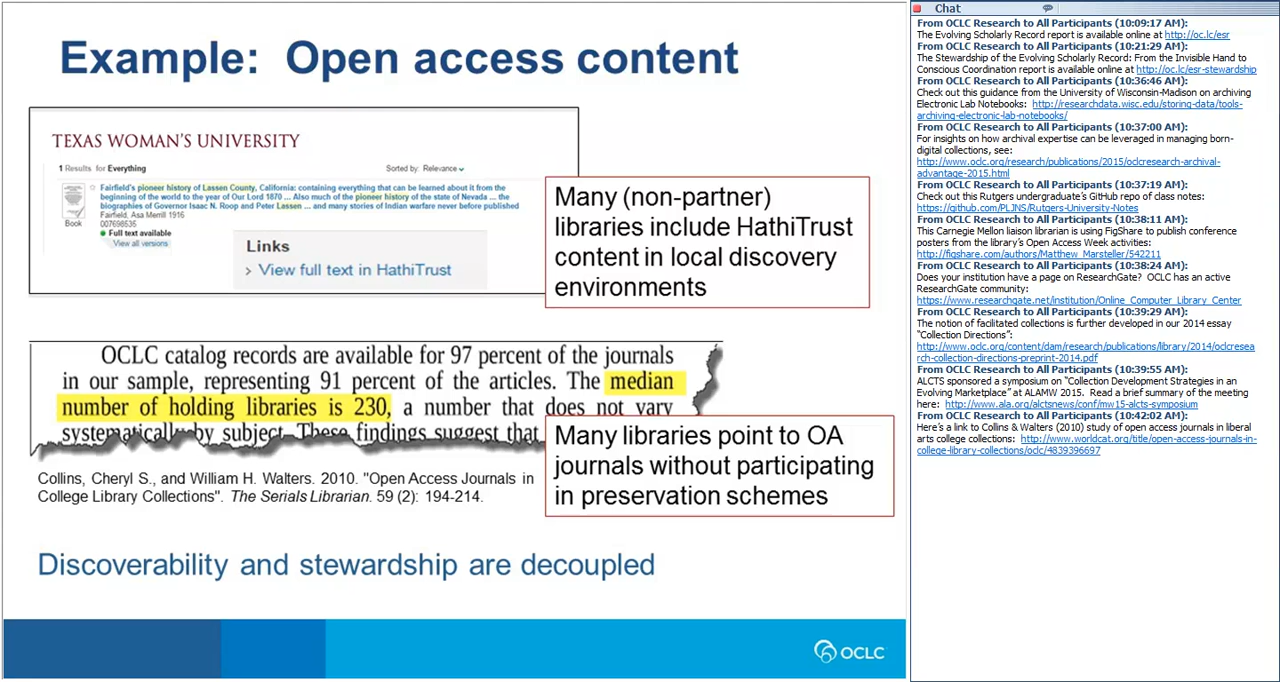 Example: Open access content
TEXAS WOMAN'S UNIVERSITY
1 Results for Everything
Sorted by: Relevance
Fairfield's pioneer history of Lassen County, California: containing everything that can be learned about it from the
beginning of the world to the year of Our Lord 1870 ... Also much of the pioneer history of the state of Nevada ... the
biographies of Governor Isaac N. Roop and Peter Lassen ... and many stories of Indian warfare never before published
Fairfield, Asa Merrill 1916
007698535
Book
Full text available
View all versions
Links
> View full text in HathiTrust
Many (non-partner)
libraries include HathiTrust
content in local discovery
environments
OCLC catalog records are available for 97 percent of the journals
in our sample, representing 91 percent of the articles. The median
number of holding libraries is 230, a number that does not vary
systematically by subject. These findings suggest that
Many libraries point to OA
journals without participating
in preservation schemes
Collins, Cheryl S., and William H. Walters. 2010. "Open Access Journals in
College Library Collections". The Serials Librarian. 59 (2): 194-214.
Discoverability and stewardship are decoupled
OCLC
Chat
From OCLC Research to All Participants (10:09:17 AM):
The Evolving Scholarly Record report is available online at http://oc.lc/esr
From OCLC Research to All Participants (10:21:29 AM):
The Stewardship of the Evolving Scholarly Record: From the Invisible Hand to
Conscious Coordination report is available online at http://oc.lc/esr-stewardship
From OCLC Research to All Participants (10:36:46 AM):
Check out this guidance from the University of Wisconsin-Madison on archiving
Electronic Lab Notebooks: http://researchdata.wisc.edu/storing-data/tools-
archiving-electronic-lab-notebooks/
From OCLC Research to All Participants (10:37:00 AM):
For insights on how archival expertise can be leveraged in managing born-
digital collections, see:
http://www.oclc.org/research/publications/2015/oclcresearch-archival-
advantage-2015.html
From OCLC Research to All Participants (10:37:19 AM):
Check out this Rutgers undergraduate's GitHub repo of class notes:
https://github.com/PLJNS/Rutgers-University-Notes
From OCLC Research to All Participants (10:38:11 AM):
This Carnegie Mellon liaison librarian is using FigShare to publish conference
posters from the library's Open Access Week activities:
http://figshare.com/authors/Matthew_Marsteller/542211
From OCLC Research to All Participants (10:38:24 AM):
Does your institution have a page on ResearchGate? OCLC has an active
ResearchGate community:
https://www.researchgate.net/institution/Online_Computer_Library_Center
From OCLC Research to All Participants (10:39:29 AM):
The notion of facilitated collections is further developed in our 2014 essay
"Collection Directions":
http://www.oclc.org/content/dam/research/publications/library/2014/oclcresea
rch-collection-directions-preprint-2014.pdf
From OCLC Research to All Participants (10:39:55 AM):
ALCTS sponsored a symposium on "Collection Development Strategies in an
Evolving Marketplace" at ALAMW 2015. Read a brief summary of the meeting
here: http://www.ala.org/alctsnews/conf/mw15-alcts-symposium
From OCLC Research to All Participants (10:42:02 AM):
Here's a link to Collins & Walters (2010) study of open access journals in liberal
arts college collections: http://www.worldcat.org/title/open-access-journals-in-
college-library-collections/oclc/4839396697